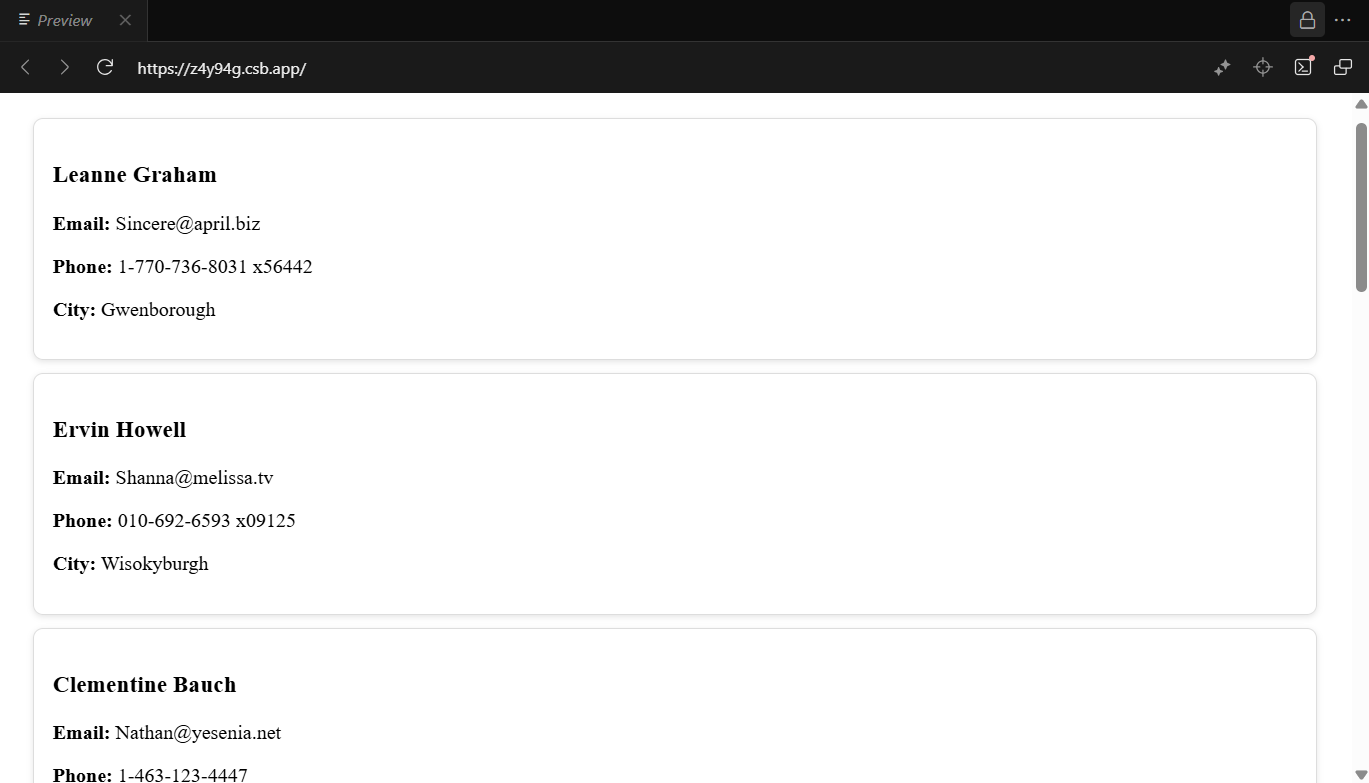 Preview
https://z4y94g.csb.app/
Leanne Graham
Email: Sincere@april.biz
Phone: 1-770-736-8031 x56442
City: Gwenborough
Ervin Howell
Email: Shanna@melissa.tv
Phone: 010-692-6593 x09125
City: Wisokyburgh
Clementine Bauch
Email: Nathan@yesenia.net
Phone: 1-463-123-4447